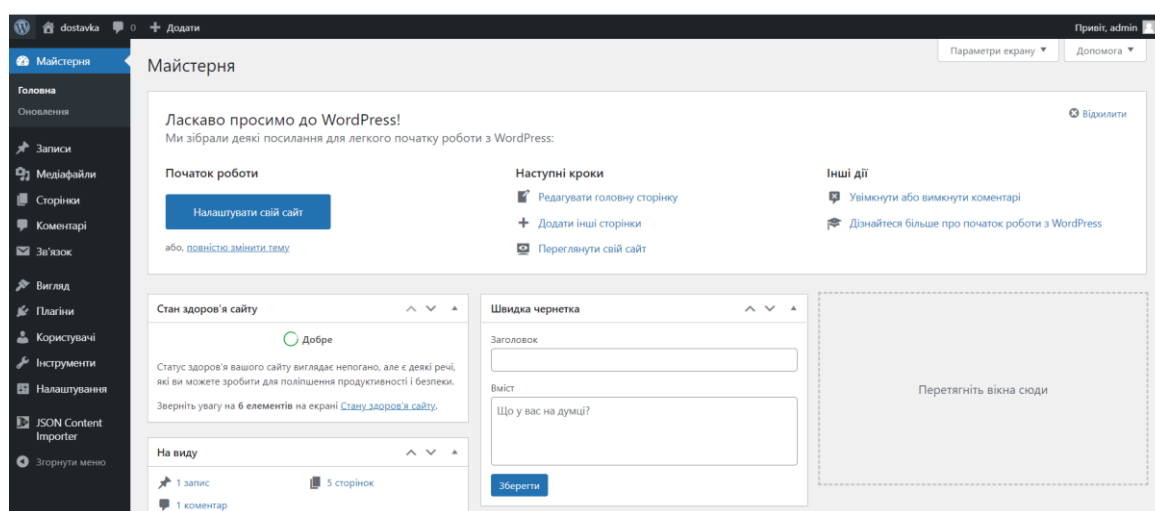 dostavka 0 Додати Привіт, admin
Параметри екрану Допомога
Майстерня
Головна
Оновлення
Записи
Медіафайли
Сторінки
Коментарі
Зв'язок
Вигляд
Плагіни
Користувачі
Інструменти
Налаштування
JSON Content
Importer
Згорнути меню
Майстерня
Ласкаво просимо до WordPress!
Відхилити
Ми зібрали деякі посилання для легкого початку роботи з WordPress:
Початок роботи
Налаштувати свій сайт
або, повністю змінити тему
Наступні кроки
Редагувати головну сторінку
Додати інші сторінки
Переглянути свій сайт
Інші дії
Увімкнути або вимкнути коментарі
Дізнайтеся більше про початок роботи з WordPress
Стан здоров'я сайту
Добре
Статус здоров'я вашого сайту виглядає непогано, але є деякі речі,
які ви можете зробити для поліпшення продуктивності і безпеки.
Зверніть увагу на 6 елементів на екрані Стану здоров'я сайту.
На виду
1 запис 5 сторінок
1 коментар
Швидка чернетка
Заголовок
Вміст
Що у вас на думці?
Зберегти
Перетягніть вікна сюди